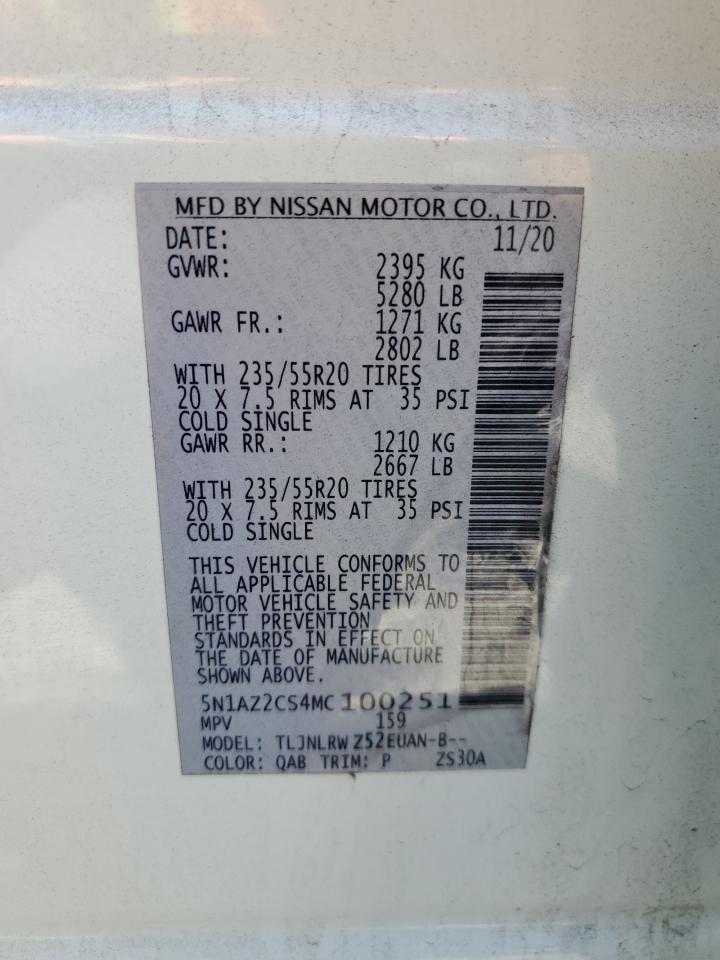 MFD BY NISSAN MOTOR CO., LTD.
DATE: 11/20
GVWR: 2395 KG
5280 LB
GAWR FR.: 1271 KG
2802 LB
WITH 235/55R20 TIRES
20 X 7.5 RIMS AT 35 PSI
COLD SINGLE
GAWR RR.: 1210 KG
2667 LB
WITH 235/55R20 TIRES
20 X 7.5 RIMS AT 35 PSI
COLD SINGLE
THIS VEHICLE CONFORMS TO
ALL APPLICABLE FEDERAL
MOTOR VEHICLE SAFETY AND
THEFT PREVENTION
STANDARDS IN EFFECT ON
THE DATE OF MANUFACTURE
SHOWN ABOVE.
5N1AZ2CS4MC100251
MPV 159
MODEL: TLJNLRWZ52EUAN-B--
COLOR: QAB TRIM: P ZS30A